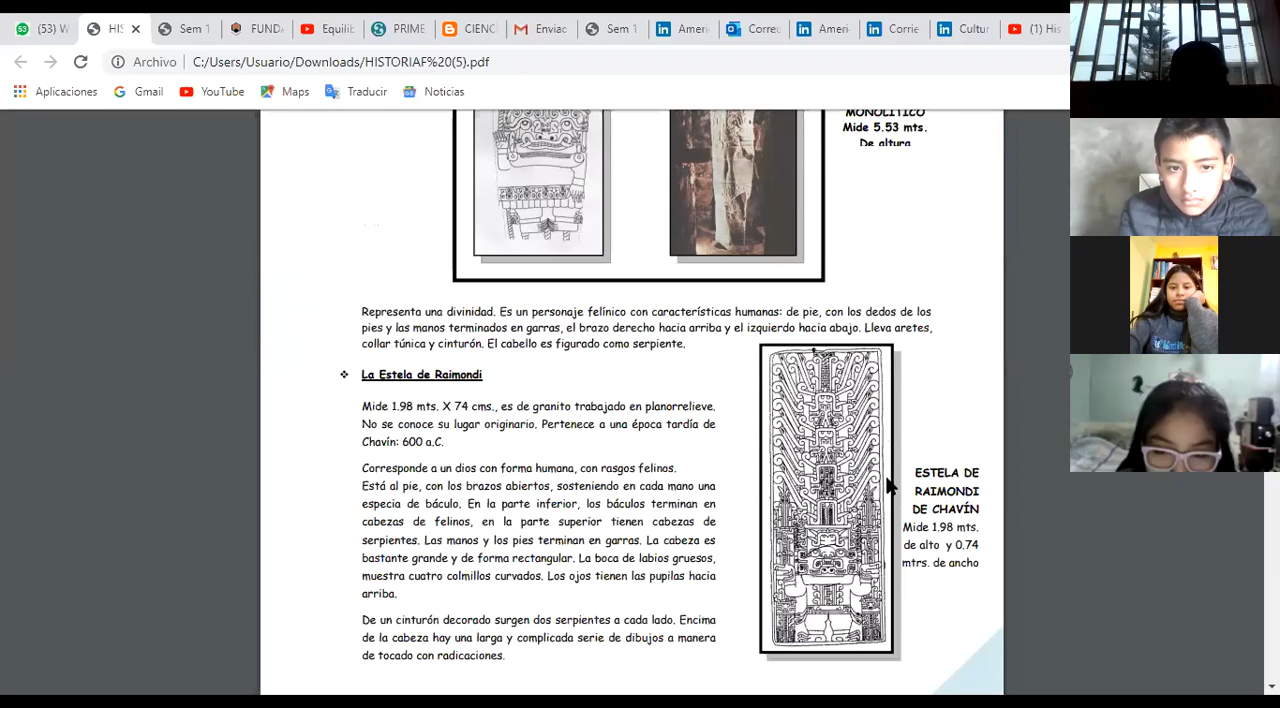 (53) W
HIS
Sem 1
FUND
Equilib
PRIME
CIENC
Enviac
Sem 1
Ameri
Correo
Ameri
Corrie
Cultur
(1) His
Archivo
C:/Users/Usuario/Downloads/HISTORIAF%20(5).pdf
Aplicaciones
Gmail
YouTube
Maps
Traducir
Noticias
MONOLÍTICO
Mide 5.53 mts.
De altura
Representa una divinidad. Es un personaje felínico con características humanas: de pie, con los dedos de los
pies y las manos terminados en garras, el brazo derecho hacia arriba y el izquierdo hacia abajo. Lleva aretes,
collar túnica y cinturón. El cabello es figurado como serpiente.
❖ La Estela de Raimondi
Mide 1.98 mts. X 74 cms., es de granito trabajado en planorrelieve.
No se conoce su lugar originario. Pertenece a una época tardía de
Chavín: 600 a.C.
Corresponde a un dios con forma humana, con rasgos felinos.
Está al pie, con los brazos abiertos, sosteniendo en cada mano una
especia de báculo. En la parte inferior, los báculos terminan en
cabezas de felinos, en la parte superior tienen cabezas de
serpientes. Las manos y los pies terminan en garras. La cabeza es
bastante grande y de forma rectangular. La boca de labios gruesos,
muestra cuatro colmillos curvados. Los ojos tienen las pupilas hacia
arriba.
De un cinturón decorado surgen dos serpientes a cada lado. Encima
de la cabeza hay una larga y complicada serie de dibujos a manera
de tocado con radicaciones.
ESTELA DE
RAIMONDI
DE CHAVÍN
Mide 1.98 mts.
de alto y 0.74
mtrs. de ancho